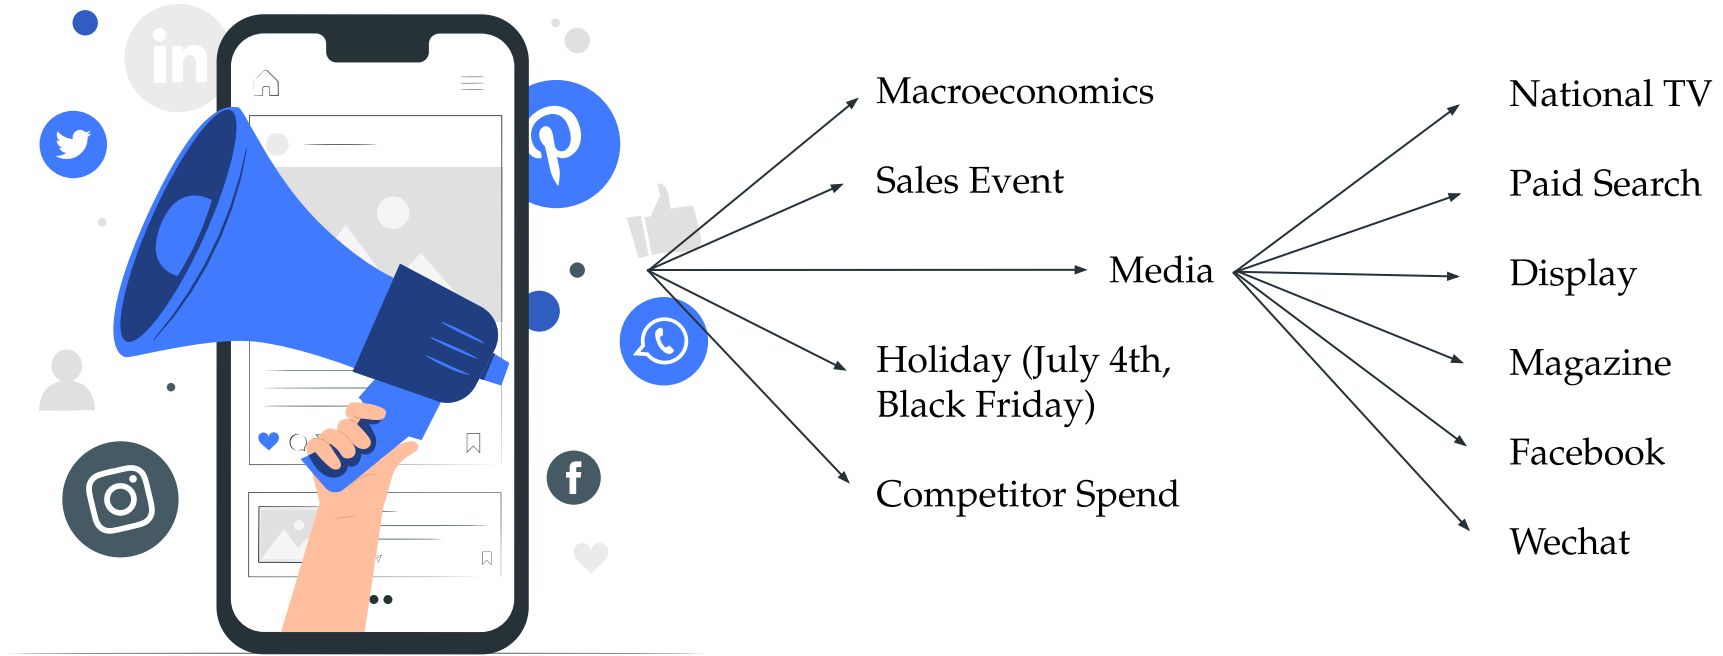 in
Macroeconomics
Sales Event
Media
Holiday (July 4th,
Black Friday)
Competitor Spend
National TV
Paid Search
Display
Magazine
Facebook
Wechat